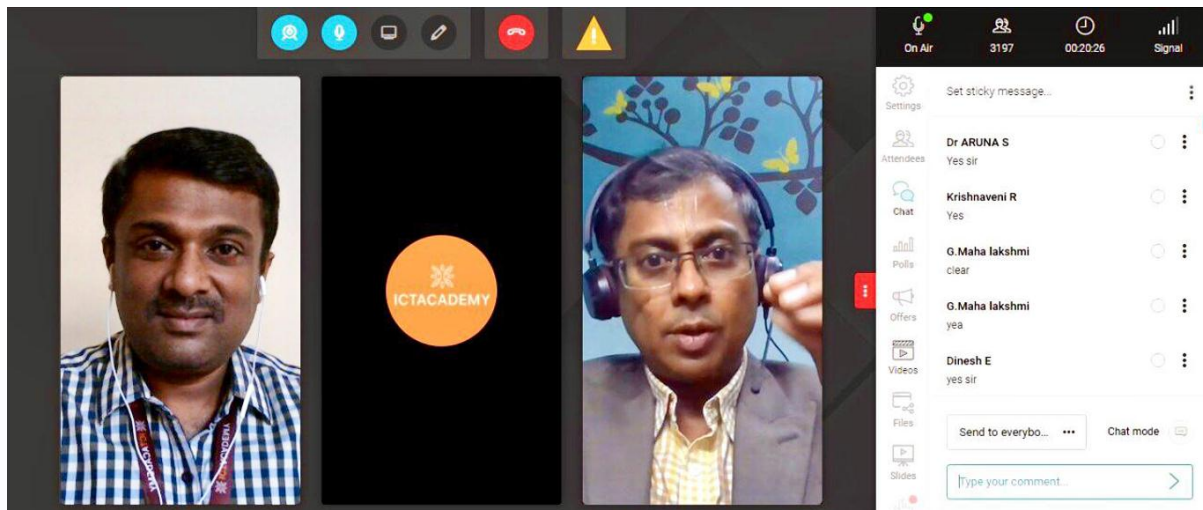 On Air
3197
00:20:26
Signal
Settings
Set sticky message...
Attendees
Dr ARUNA S
Yes sir
Chat
Krishnaveni R
Yes
Polls
G.Maha lakshmi
clear
Offers
G.Maha lakshmi
yea
Videos
Dinesh E
yes sir
Files
Send to everybo...
Chat mode
Slides
Type your comment...
ICTACADEMY